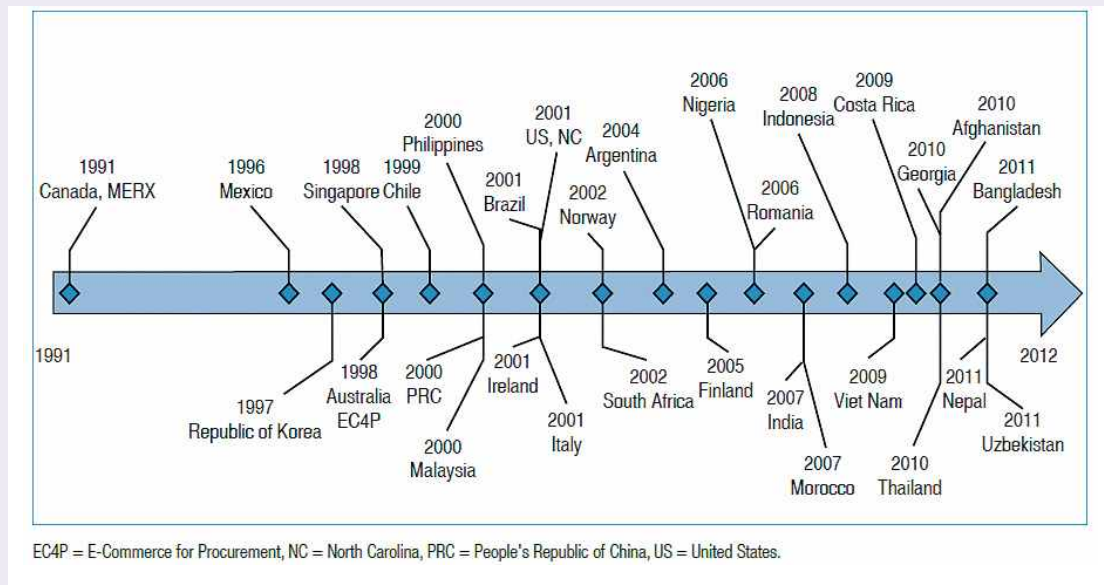 1991
Canada, MERX
1996
Mexico
1998
Singapore
1999
Chile
2000
Philippines
2001
Brazil
2001
US, NC
2002
Norway
2004
Argentina
2006
Nigeria
2006
Romania
2008
Indonesia
2009
Costa Rica
2010
Georgia
2010
Afghanistan
2011
Bangladesh
1991
2012
1997
Republic of Korea
1998
Australia
EC4P
2000
PRC
2000
Malaysia
2001
Ireland
2001
Italy
2002
South Africa
2005
Finland
2007
India
2007
Morocco
2009
Viet Nam
2010
Thailand
2011
Nepal
2011
Uzbekistan
EC4P = E-Commerce for Procurement, NC = North Carolina, PRC = People's Republic of China, US = United States.